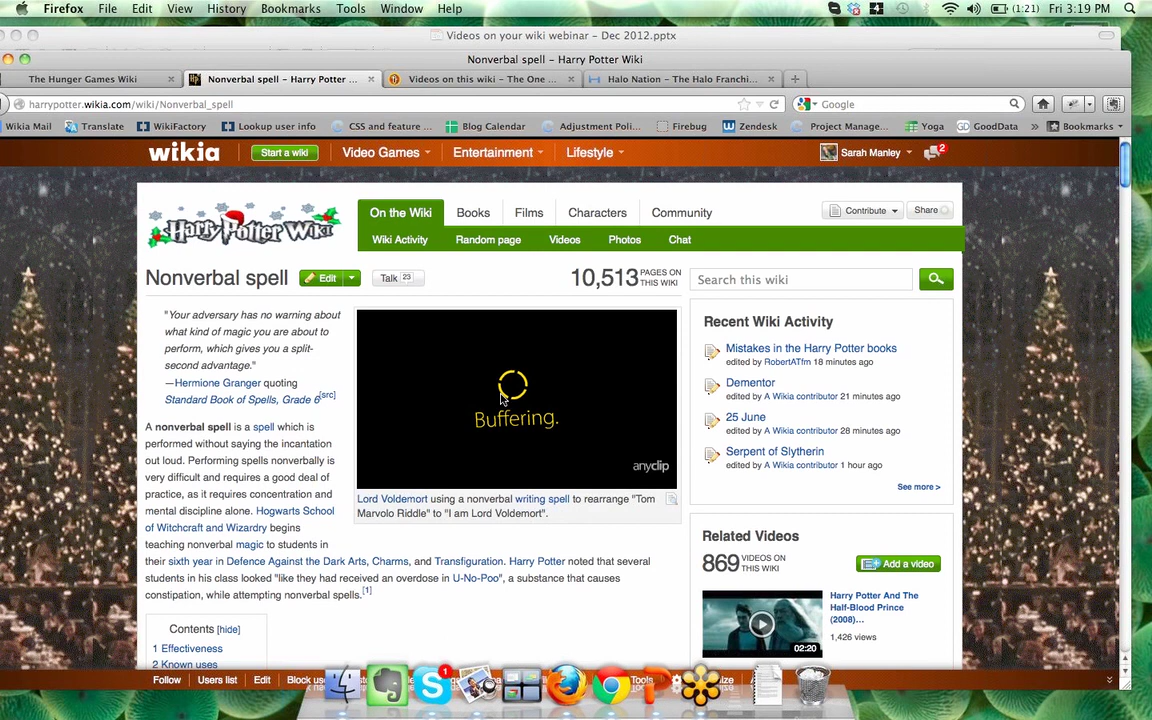 Firefox File Edit View History Bookmarks Tools Window Help (1:21) Fri 3:19 PM
Videos on your wiki webinar - Dec 2012.pptx
Nonverbal spell – Harry Potter Wiki
The Hunger Games Wiki Nonverbal spell – Harry Potter ... Videos on this wiki – The One ... Halo Nation – The Halo Franchi...
harrypotter.wikia.com/wiki/Nonverbal_spell Google
Wikia Mail Translate WikiFactory Lookup user info CSS and feature ... Blog Calendar Adjustment Poli... Firebug Zendesk Project Manage... Yoga GoodData » Bookmarks
wikia Start a wiki Video Games Entertainment Lifestyle Sarah Manley 2
Harry Potter Wiki
On the Wiki Books Films Characters Community Contribute Share
Wiki Activity Random page Videos Photos Chat
Nonverbal spell Edit Talk 23 10,513 PAGES ON THIS WIKI Search this wiki
"Your adversary has no warning about
what kind of magic you are about to
perform, which gives you a split-
second advantage."
—Hermione Granger quoting
Standard Book of Spells, Grade 6[src]
Buffering.
anyclip
Lord Voldemort using a nonverbal writing spell to rearrange "Tom
Marvolo Riddle" to "I am Lord Voldemort".
A nonverbal spell is a spell which is
performed without saying the incantation
out loud. Performing spells nonverbally is
very difficult and requires a good deal of
practice, as it requires concentration and
mental discipline alone. Hogwarts School
of Witchcraft and Wizardry begins
teaching nonverbal magic to students in
their sixth year in Defence Against the Dark Arts, Charms, and Transfiguration. Harry Potter noted that several
students in his class looked "like they had received an overdose in U-No-Poo", a substance that causes
constipation, while attempting nonverbal spells.[1]
Contents [hide]
1 Effectiveness
2 Known uses
Recent Wiki Activity
Mistakes in the Harry Potter books
edited by RobertATfm 18 minutes ago
Dementor
edited by A Wikia contributor 21 minutes ago
25 June
edited by A Wikia contributor 28 minutes ago
Serpent of Slytherin
edited by A Wikia contributor 1 hour ago
See more >
Related Videos
869 VIDEOS ON THIS WIKI Add a video
Harry Potter And The
Half-Blood Prince
(2008)...
1,426 views
02:20
Follow Users list Edit Block us Tools
1